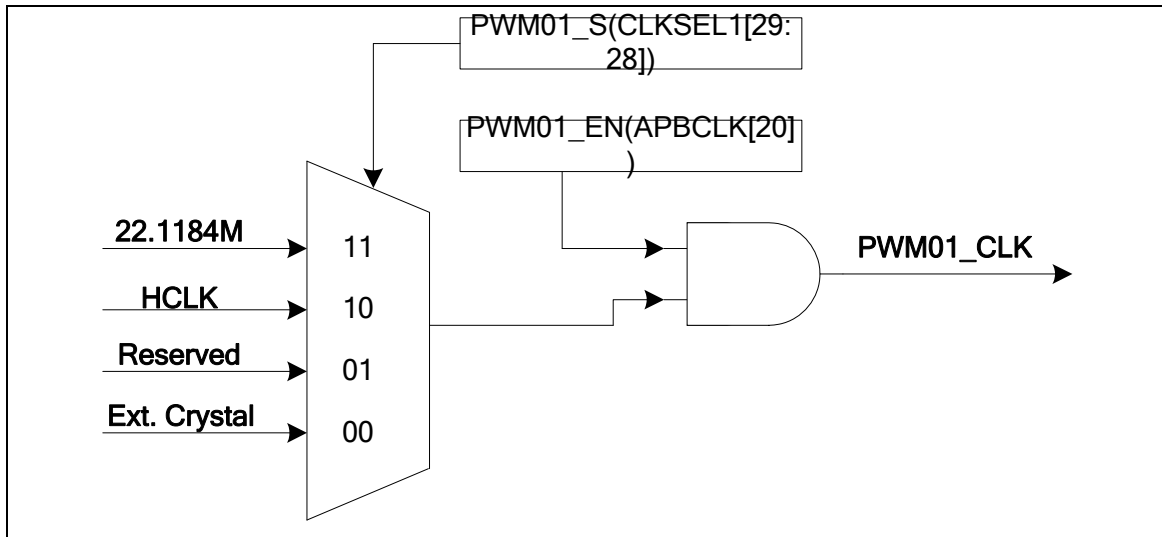 PWM01_S(CLKSEL1[29:
28])
PWM01_EN(APBCLK[20]
)
22.1184M
11
PWM01_CLK
HCLK
10
Reserved
01
Ext. Crystal
00